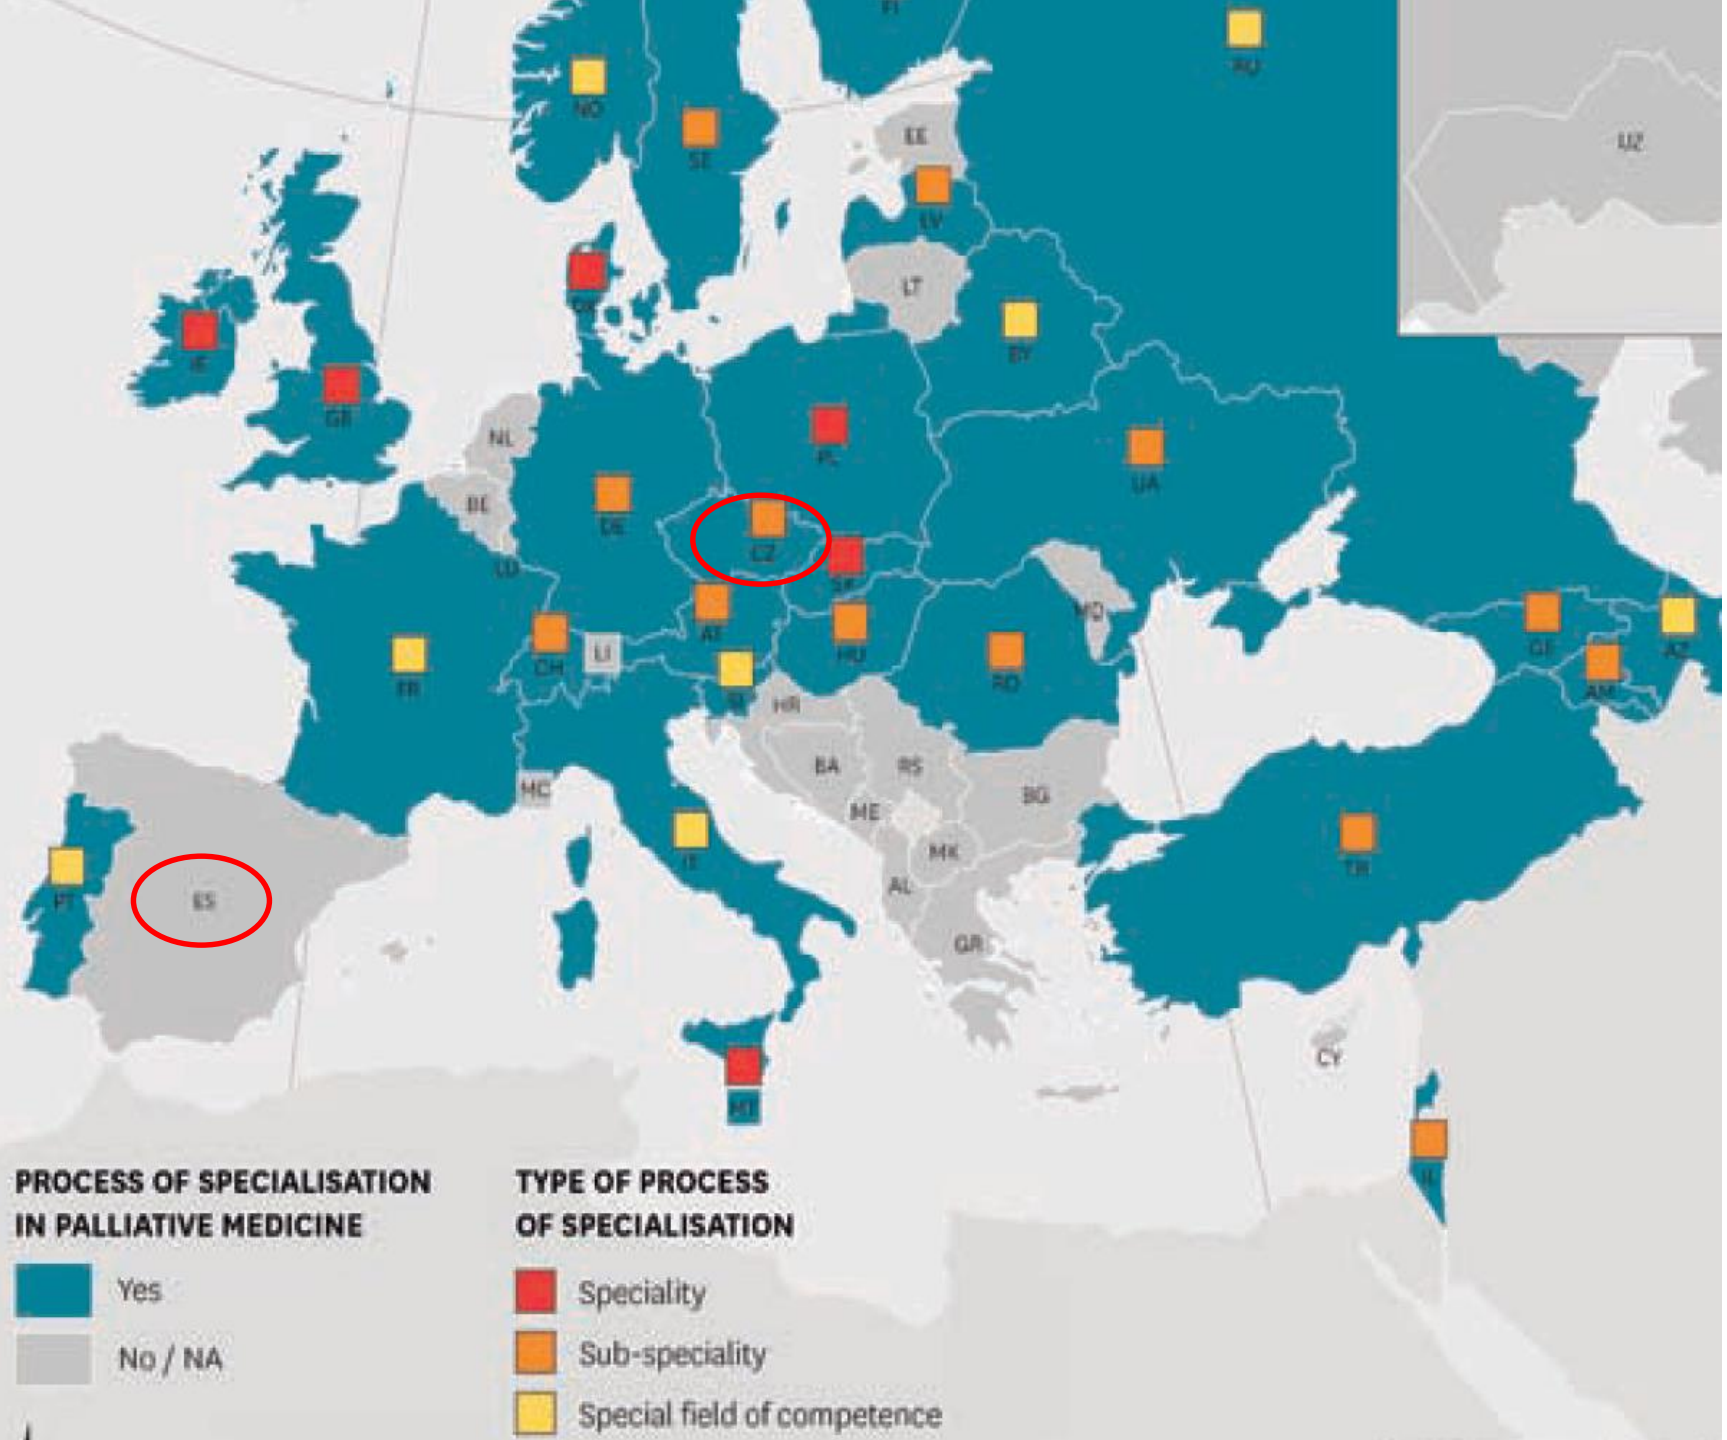 FI
RU
NO
SE
EE
UZ
LV
LT
DK
BY
IE
GB
NL
PL
UA
BE
DE
CZ
LU
SK
MD
AT
GE
AZ
CH
LI
HU
FR
RO
AM
SI
HR
BA
RS
MC
BG
ME
IT
TR
MK
AL
PT
ES
GR
CY
MT
IL
PROCESS OF SPECIALISATION
IN PALLIATIVE MEDICINE
Yes
No / NA
TYPE OF PROCESS
OF SPECIALISATION
Speciality
Sub-speciality
Special field of competence